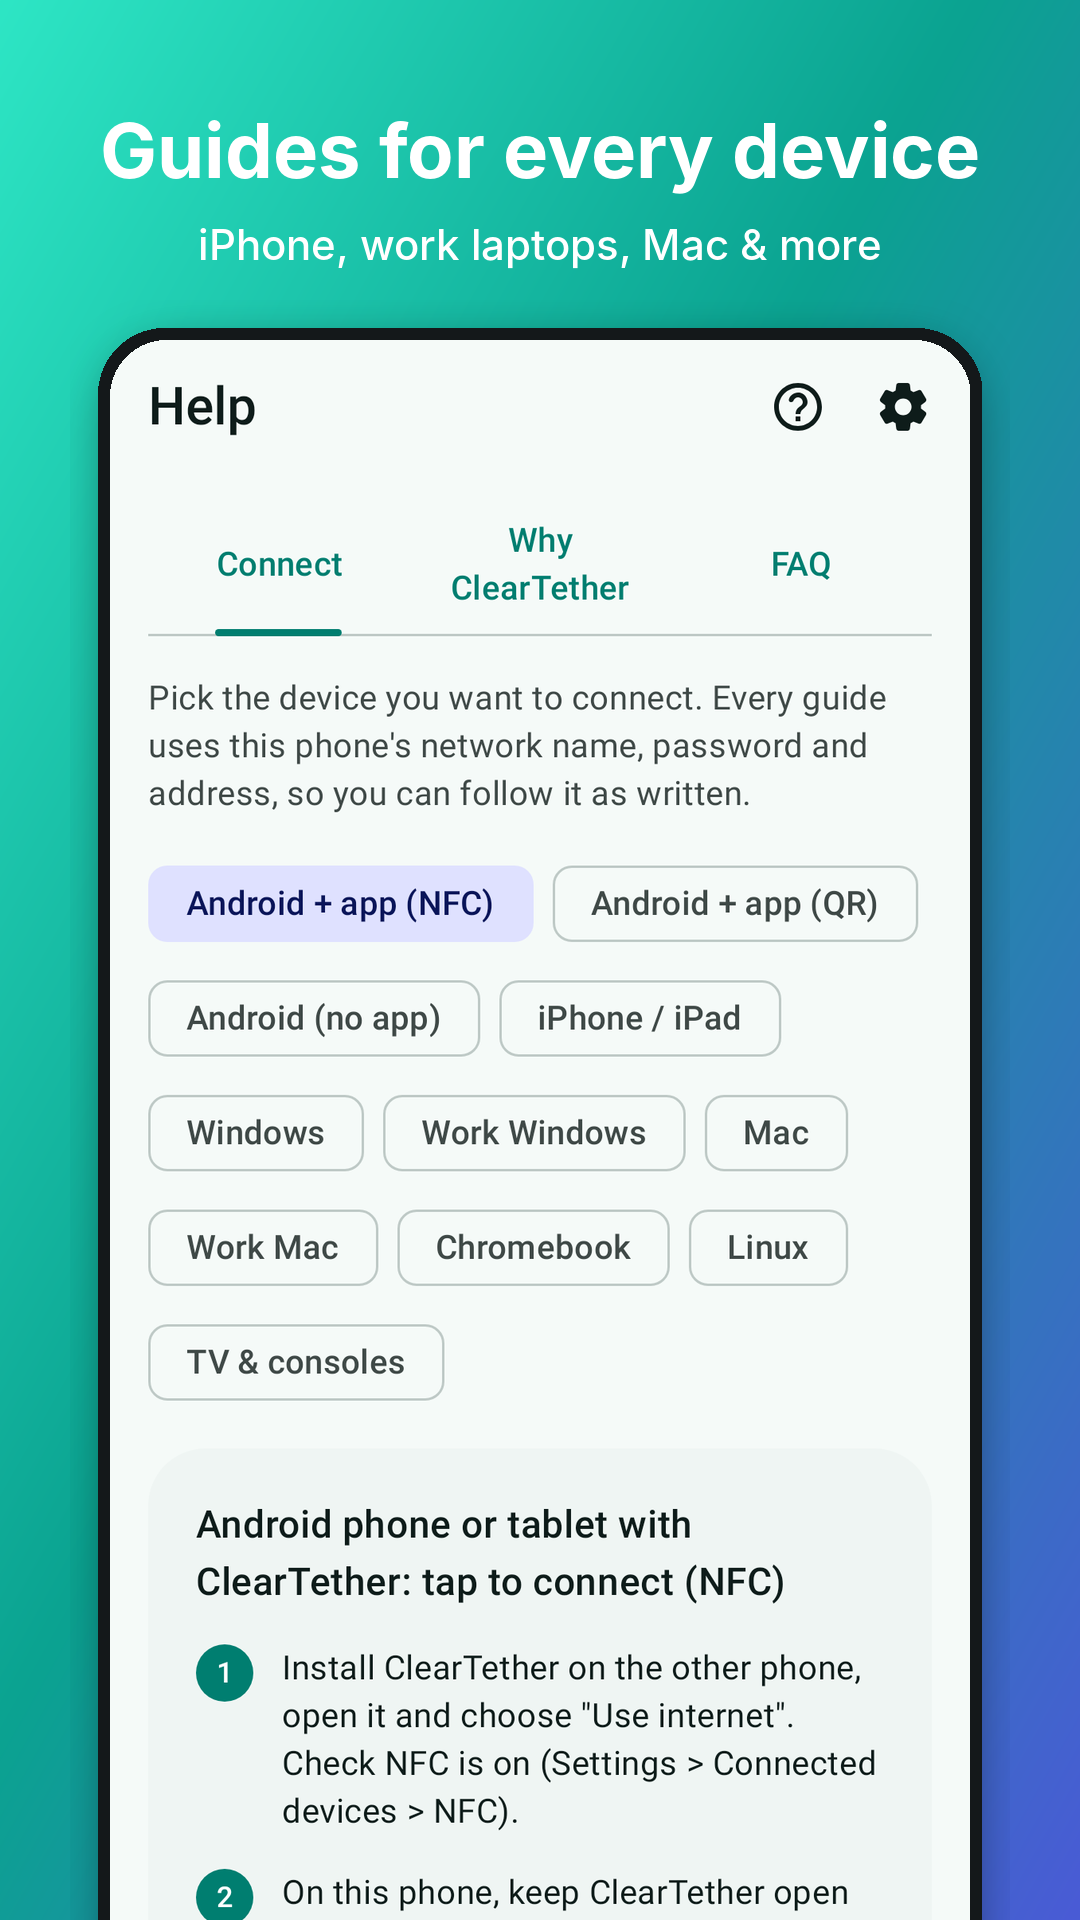 Guides for every device
iPhone, work laptops, Mac & more
Help
Connect
Why
ClearTether
FAQ
Pick the device you want to connect. Every guide
uses this phone's network name, password and
address, so you can follow it as written.
Android + app (NFC)
Android + app (QR)
Android (no app)
iPhone / iPad
Windows
Work Windows
Mac
Work Mac
Chromebook
Linux
TV & consoles
Android phone or tablet with
ClearTether: tap to connect (NFC)
1
Install ClearTether on the other phone,
open it and choose "Use internet".
Check NFC is on (Settings > Connected
devices > NFC).
2
On this phone, keep ClearTether open